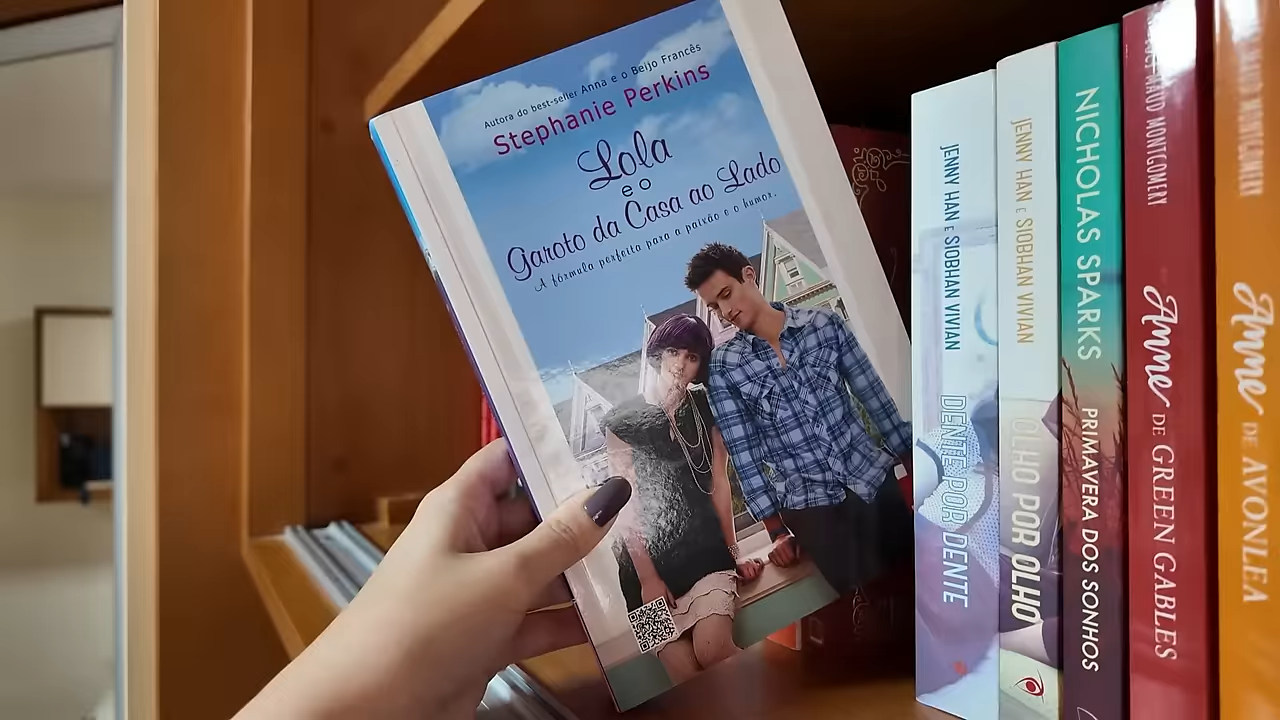 Autora do best-seller Anna e o Beijo Francês
Stephanie Perkins
Lola
e o
Garoto da Casa ao Lado
A fórmula perfeita para a paixão e o humor.
JENNY HAN E SIOBHAN VIVIAN
DENTE POR DENTE
JENNY HAN E SIOBHAN VIVIAN
OLHO POR OLHO
NICHOLAS SPARKS
PRIMAVERA DOS SONHOS
MAUD MONTGOMERY
Anne DE GREEN GABLES
MAUD MONTGOMERY
Anne DE AVONLEA